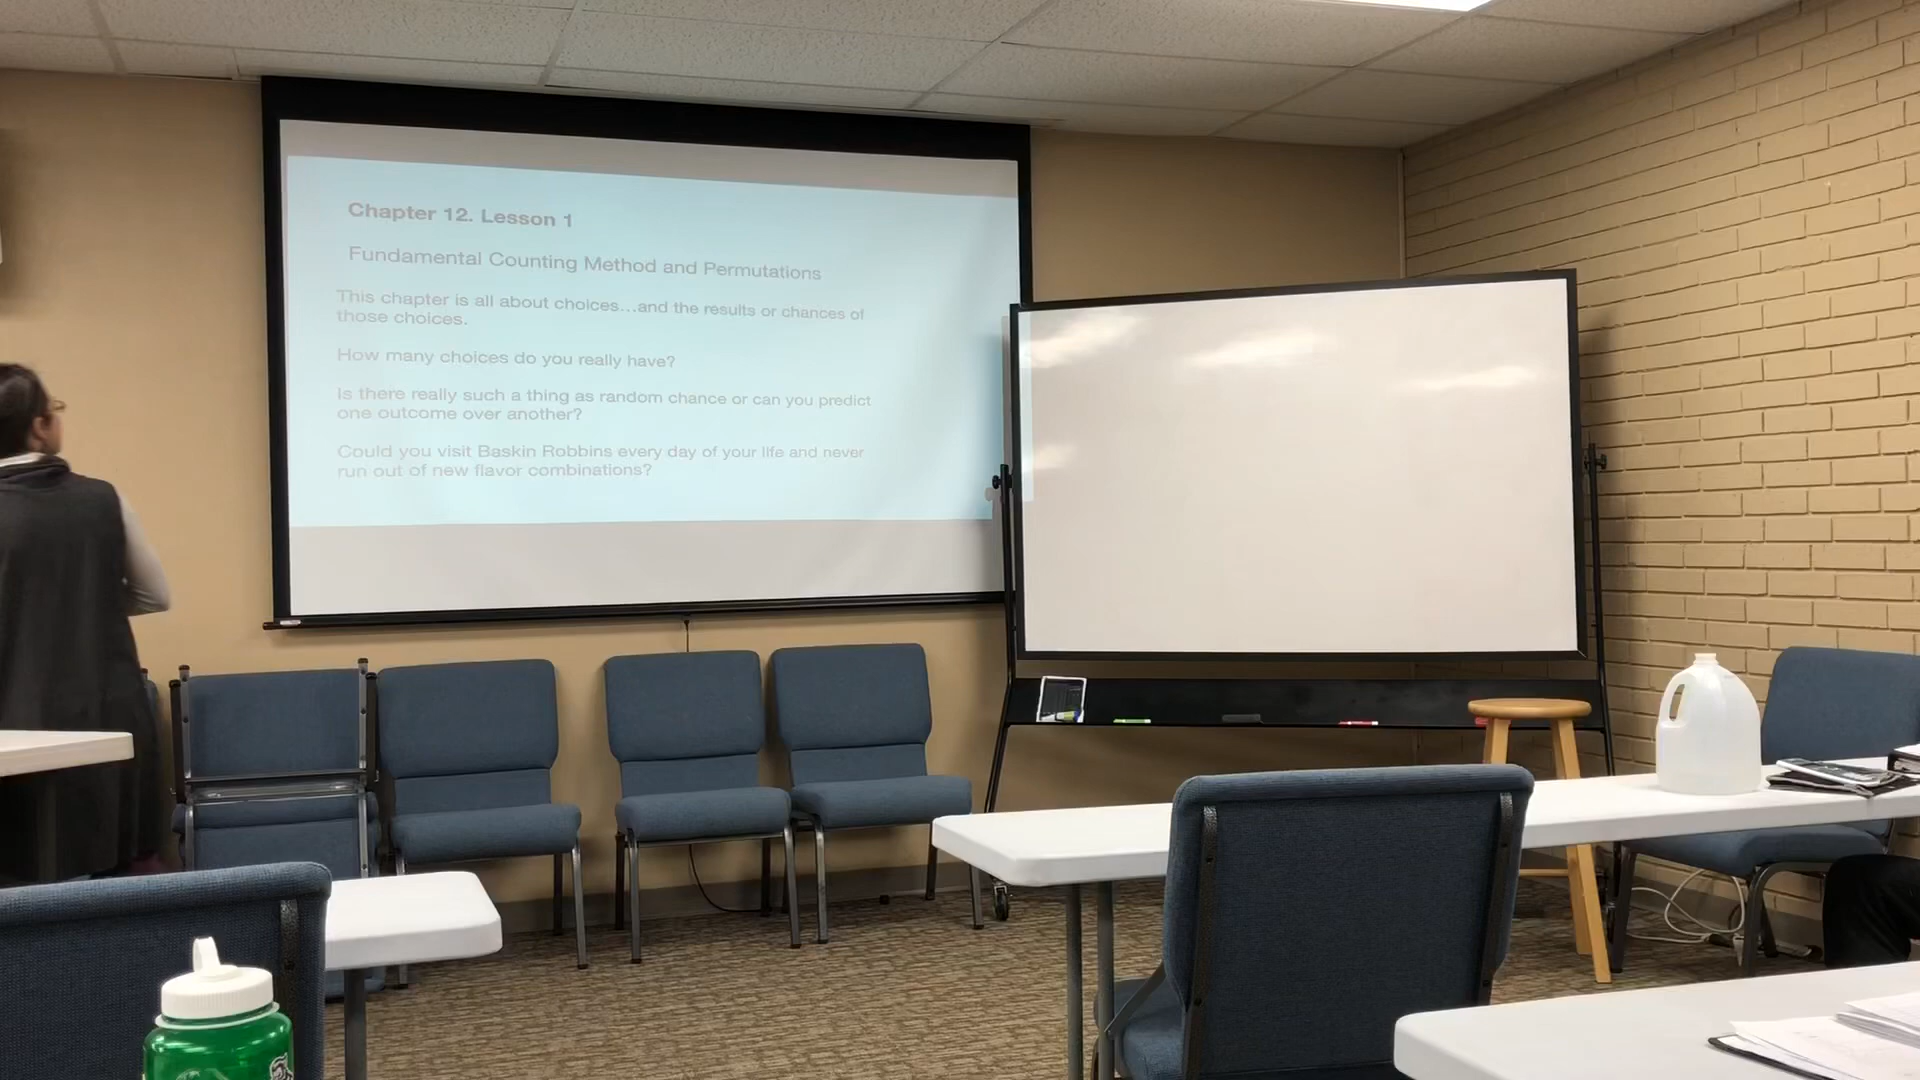 Chapter 12. Lesson 1
Fundamental Counting Method and Permutations
This chapter is all about choices...and the results or chances of
those choices.
How many choices do you really have?
Is there really such a thing as random chance or can you predict
one outcome over another?
Could you visit Baskin Robbins every day of your life and never
run out of new flavor combinations?